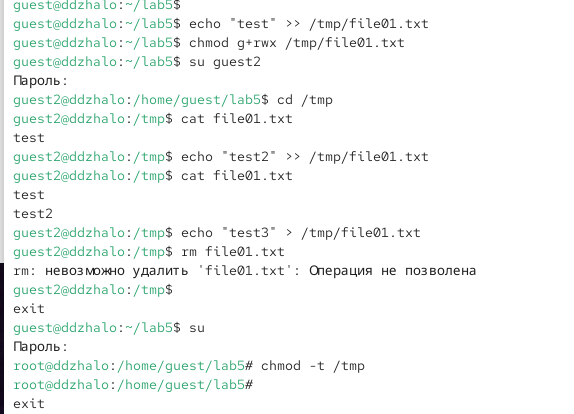 guest@ddzhalo:~/lab5$
guest@ddzhalo:~/lab5$ echo "test" >> /tmp/file01.txt
guest@ddzhalo:~/lab5$ chmod g+rwx /tmp/file01.txt
guest@ddzhalo:~/lab5$ su guest2
Пароль:
guest2@ddzhalo:/home/guest/lab5$ cd /tmp
guest2@ddzhalo:/tmp$ cat file01.txt
test
guest2@ddzhalo:/tmp$ echo "test2" >> /tmp/file01.txt
guest2@ddzhalo:/tmp$ cat file01.txt
test
test2
guest2@ddzhalo:/tmp$ echo "test3" > /tmp/file01.txt
guest2@ddzhalo:/tmp$ rm file01.txt
rm: невозможно удалить 'file01.txt': Операция не позволена
guest2@ddzhalo:/tmp$
exit
guest@ddzhalo:~/lab5$ su
Пароль:
root@ddzhalo:/home/guest/lab5# chmod -t /tmp
root@ddzhalo:/home/guest/lab5#
exit